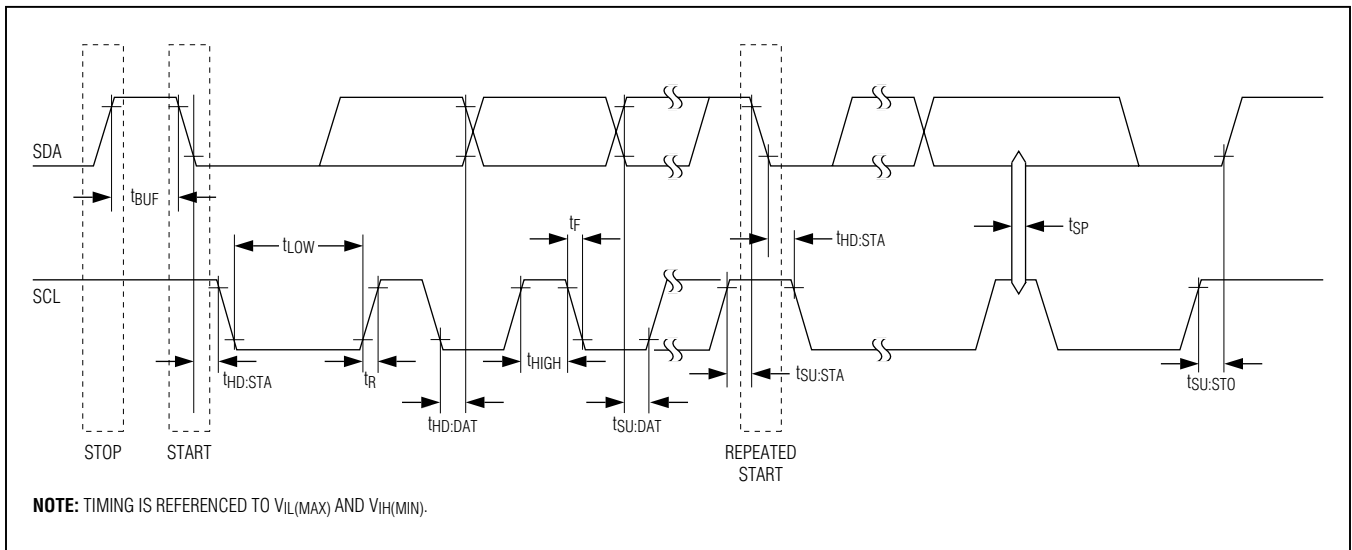 SDA
tBUF
tF
tLOW
tHD:STA
tSP
SCL
tHD:STA
tR
tHIGH
tSU:STA
tSU:STO
tHD:DAT
tSU:DAT
STOP
START
REPEATED
START
NOTE: TIMING IS REFERENCED TO VIL(MAX) AND VIH(MIN).